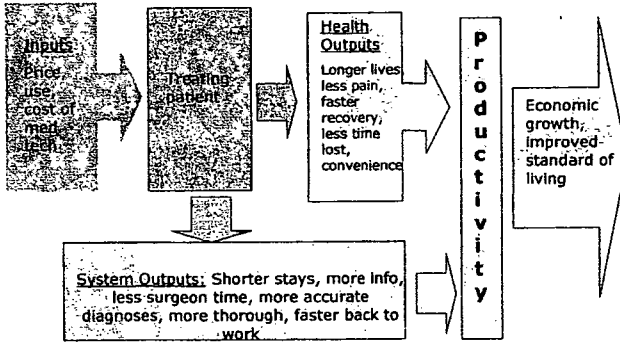 Inputs
Price,
use,
cost of
med
tech
Treating
patient
Health
Outputs
Longer lives,
less pain,
faster
recovery,
less time
lost,
convenience
System Outputs: Shorter stays, more info,
less surgeon time, more accurate
diagnoses, more thorough, faster back to
work
Productivity
Economic
growth,
improved
standard of
living